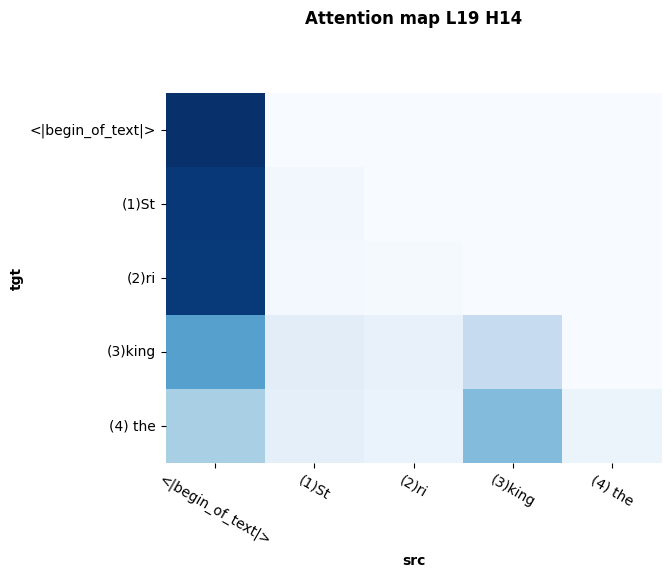 Attention map L19 H14
<|begin_of_text|>
(1)St
(2)ri
(3)king
(4) the
tgt
<|begin_of_text|>
(1)St
(2)ri
(3)king
(4) the
src